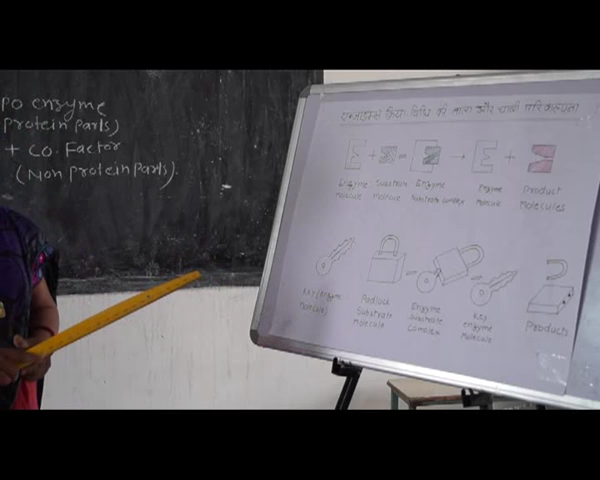 po enzyme
protein parts)
+ Co. Factor
(Non protein parts).
एन्जाइम्स क्रिया विधि की ताला और चाबी परिकल्पना
E + = → E +
Enzyme Substrate Enzyme Enzyme Product
Molecule Molecule Substrate Complex Molecule Molecules
Key (Enzyme Padlock Enzyme Key Products
Molecule) Substrate Substrate enzyme
Molecule Complex Molecule